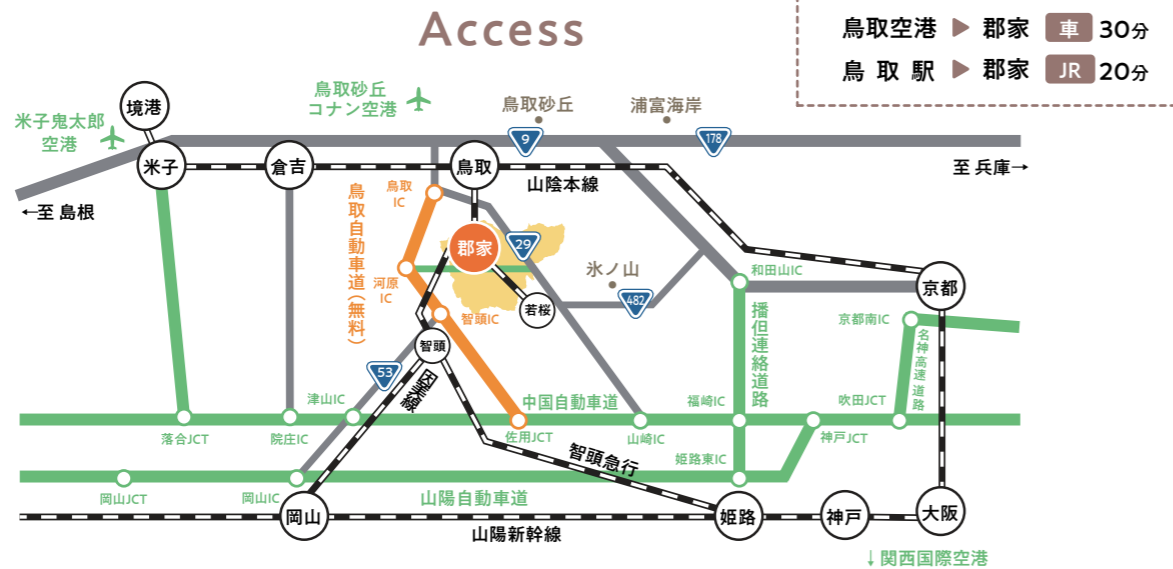 Access
鳥取空港 ▶ 郡家 車 30分
鳥取駅 ▶ 郡家 JR 20分
鳥取砂丘
コナン空港
米子鬼太郎
空港
境港
鳥取砂丘
浦富海岸
9
178
米子
倉吉
鳥取
山陰本線
至 兵庫→
←至 島根
鳥取自動車道(無料)
鳥取
IC
郡家
29
氷ノ山
482
和田山IC
京都
河原
IC
智頭IC
若桜
智頭
53
因美線
播但連絡道路
京都南IC
名神高速道路
津山IC
中国自動車道
福崎IC
吹田JCT
落合JCT
院庄IC
佐用JCT
山崎IC
神戸JCT
智頭急行
姫路東IC
岡山JCT
岡山IC
山陽自動車道
岡山
山陽新幹線
姫路
神戸
大阪
↓関西国際空港